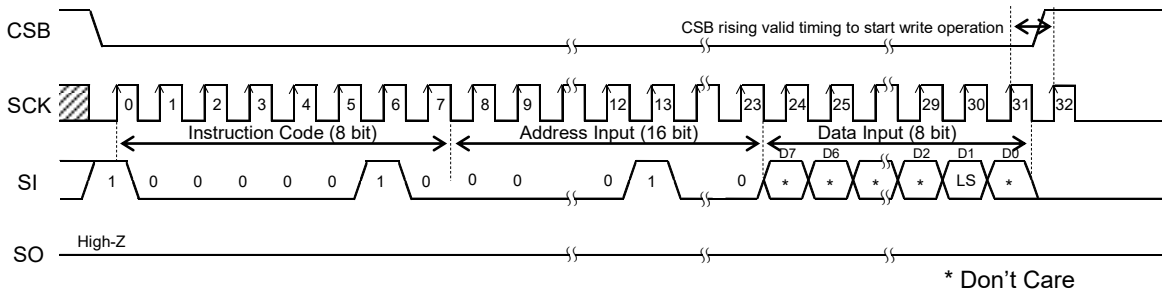 CSB
CSB rising valid timing to start write operation
SCK
0 1 2 3 4 5 6 7 8 9 12 13 23 24 25 29 30 31 32
Instruction Code (8 bit) Address Input (16 bit) Data Input (8 bit)
D7 D6 D2 D1 D0
SI 1 0 0 0 0 0 1 0 0 0 0 1 0 * * * * LS *
High-Z
SO
* Don’t Care